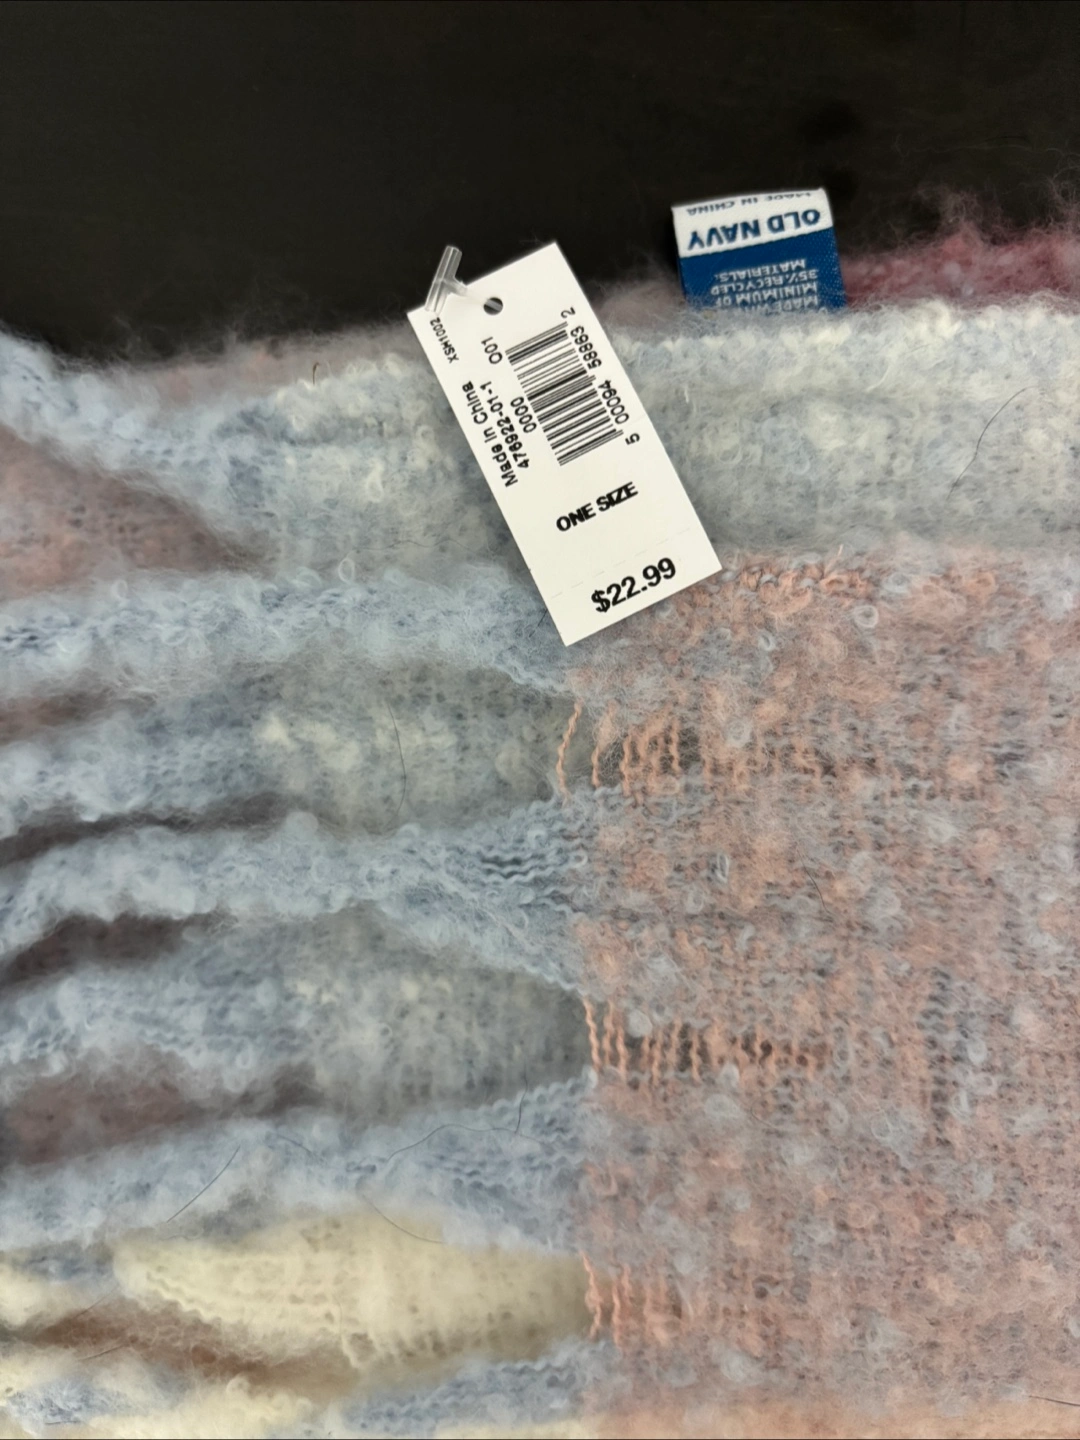 XSH1002
Made in China
476922-01-1
0000
001
5 00094 58863 2
ONE SIZE
$22.99
MADE IN CHINA
OLD NAVY
MADE WITH
MINIMUM OF
35% RECYCLED
MATERIALS: